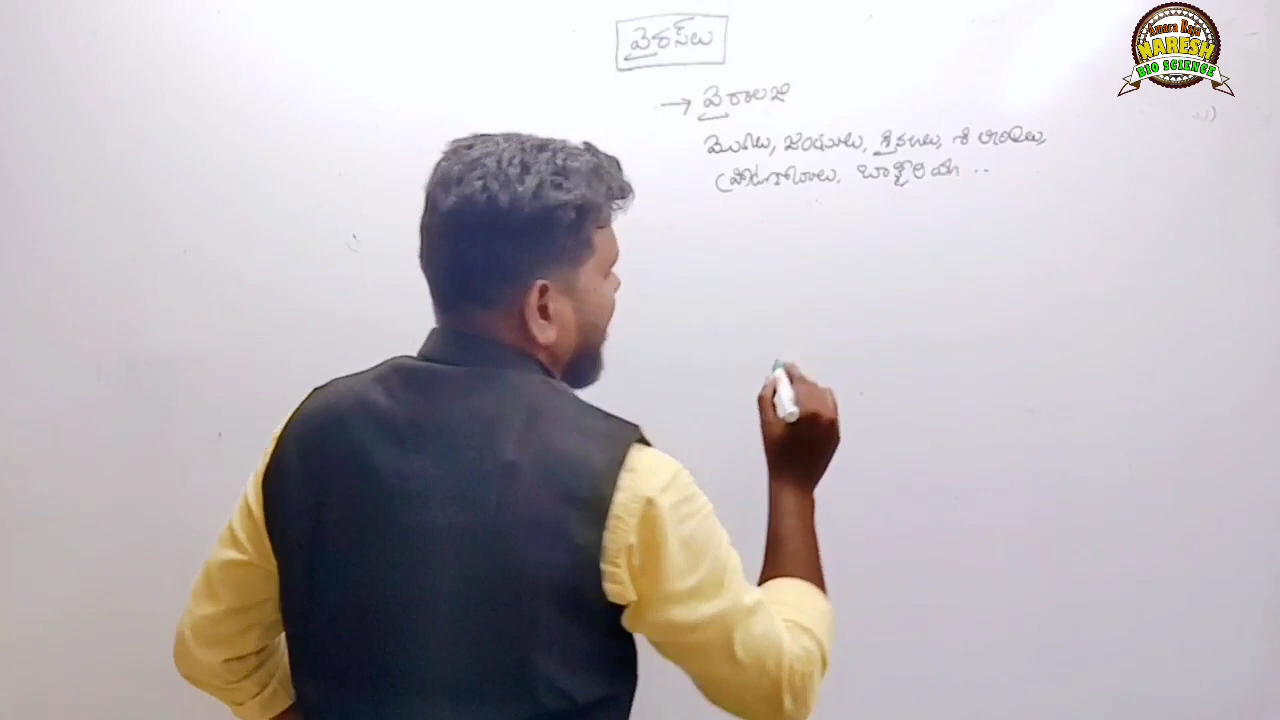 వైరస్‌లు
→ వైరాలజీ
మొక్కలు, జంతువులు, శైవలాలు, శిలీంధ్రాలు,
ప్రోటోజోవాలు, బాక్టీరియా ..
Amara Raja
NARESH
BIO SCIENCE